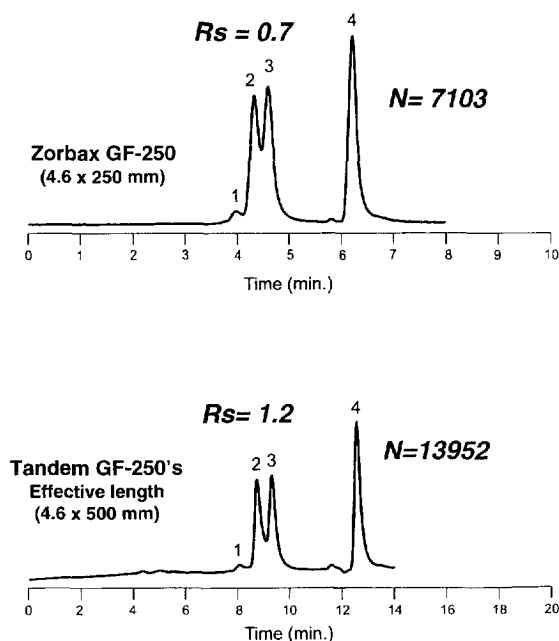 Rs = 0.7
4
2 3
N= 7103
Zorbax GF-250
(4.6 x 250 mm)
1
0 1 2 3 4 5 6 7 8 9 10
Time (min.)
Rs= 1.2
4
2 3
N=13952
Tandem GF-250's
Effective length
(4.6 x 500 mm)
1
0 2 4 6 8 10 12 14 16 18 20
Time (min.)